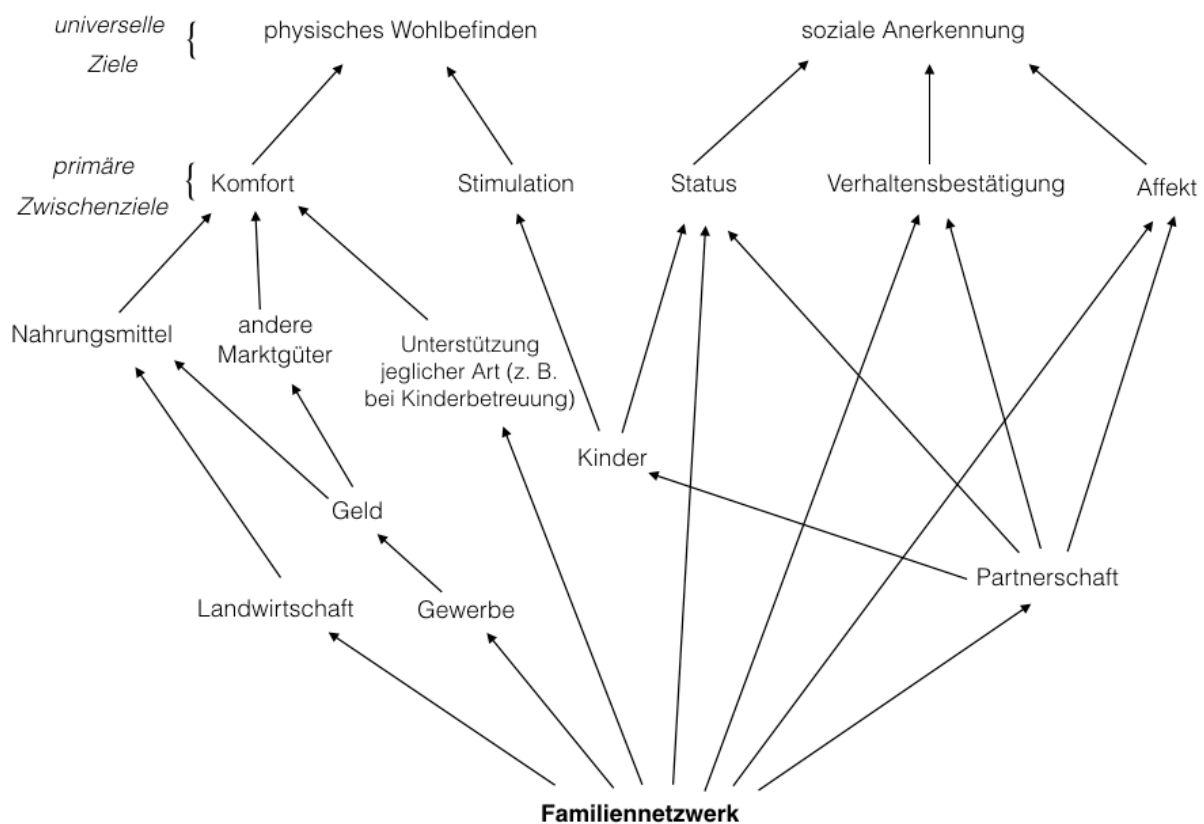 universelle
Ziele
{
physisches Wohlbefinden
soziale Anerkennung
primäre
Zwischenziele
{
Komfort
Stimulation
Status
Verhaltensbestätigung
Affekt
Nahrungsmittel
andere
Marktgüter
Unterstützung
jeglicher Art (z. B.
bei Kinderbetreuung)
Kinder
Geld
Partnerschaft
Landwirtschaft
Gewerbe
Familiennetzwerk